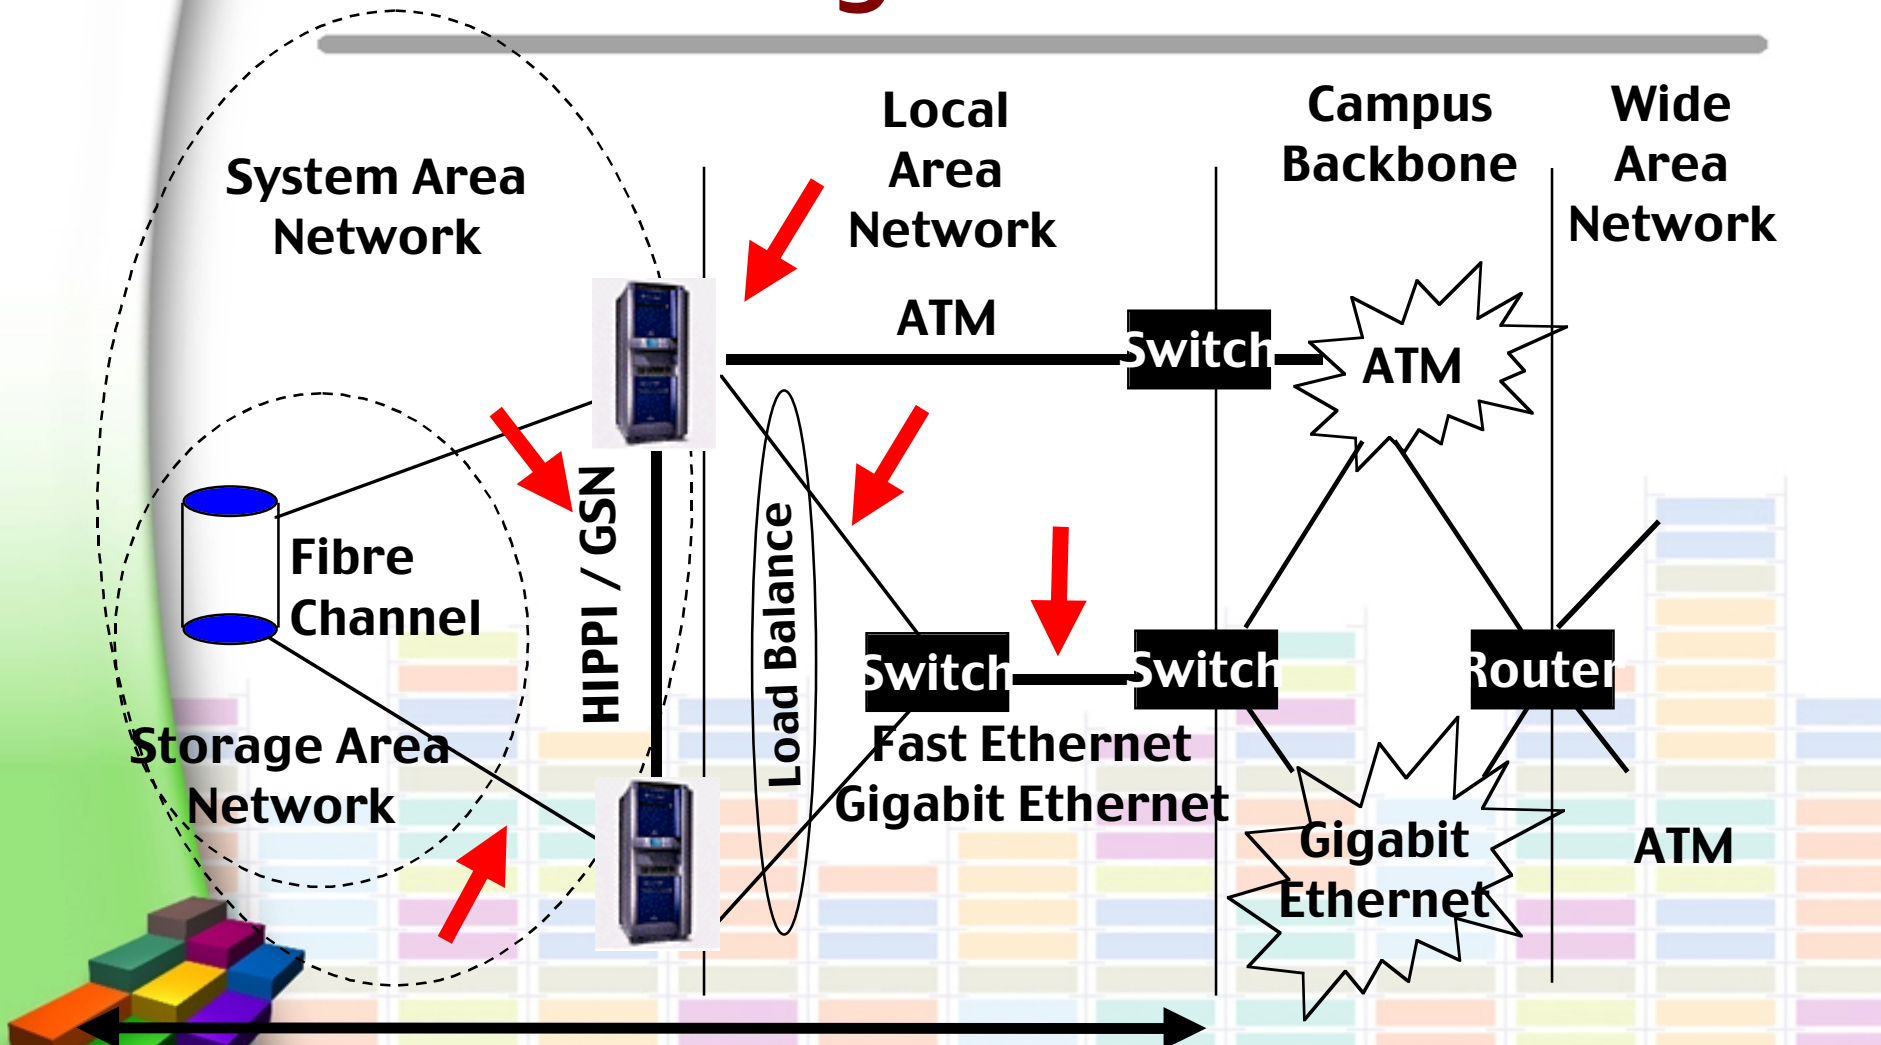 System Area
Network
Local
Area
Network
Campus
Backbone
Wide
Area
Network
ATM
Switch
ATM
HIPPI / GSN
Fibre
Channel
Load Balance
Switch
Switch
Router
Storage Area
Network
Fast Ethernet
Gigabit Ethernet
Gigabit
Ethernet
ATM